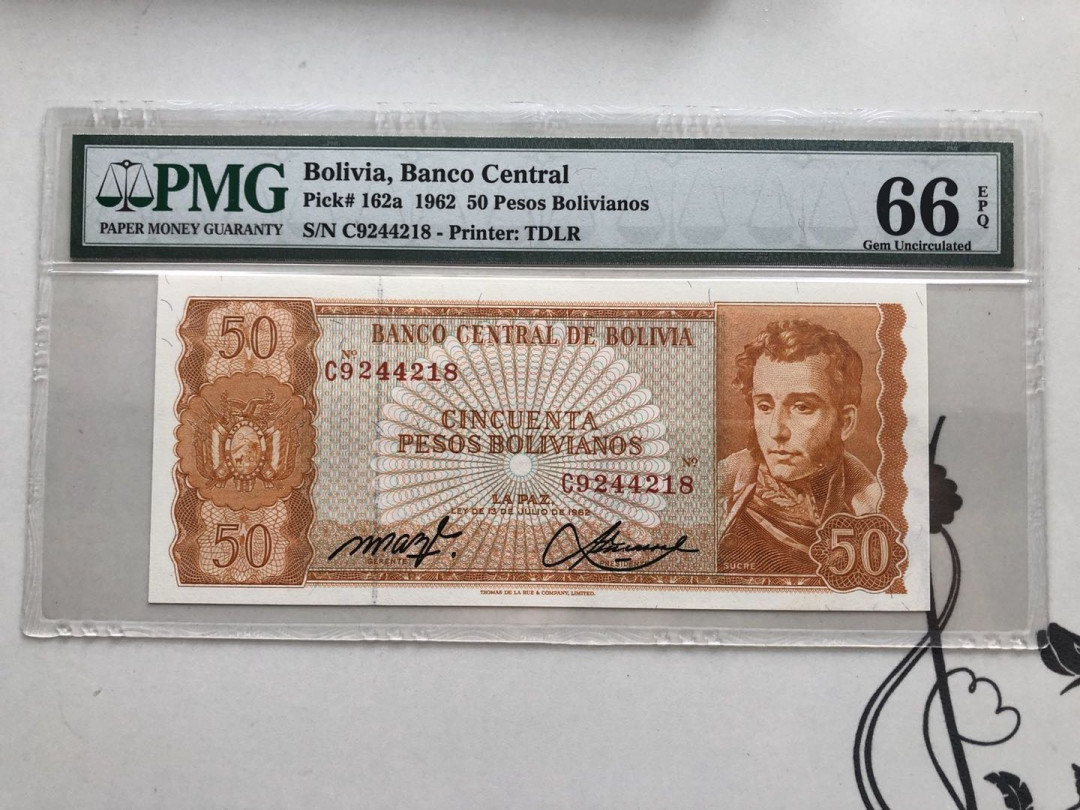 PMG
PAPER MONEY GUARANTY
Bolivia, Banco Central
Pick# 162a 1962 50 Pesos Bolivianos
S/N C9244218 - Printer: TDLR
66
EPQ
Gem Uncirculated
50
BANCO CENTRAL DE BOLIVIA
Nº
C9244218
CINCUENTA
PESOS BOLIVIANOS
Nº
C9244218
LA PAZ
LEY DE 13 DE JULIO DE 1962
50
GERENTE
SUCRE
50
THOMAS DE LA RUE & COMPANY, LIMITED.